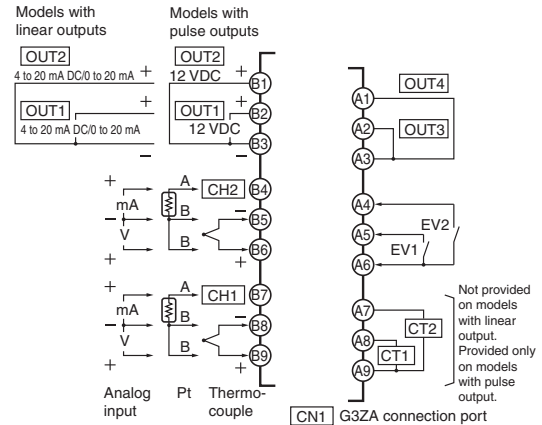 Models with linear outputs
Models with pulse outputs
OUT2
4 to 20 mA DC/0 to 20 mA +
OUT2
12 VDC +
B1
OUT1 +
4 to 20 mA DC/0 to 20 mA
−
OUT1 +
12 VDC
−
B2
B3
+
mA
−
V
+
A
B
B
CH2
−
+
B4
B5
B6
+
mA
−
V
+
A
B
B
CH1
−
+
B7
B8
B9
Analog input
Pt
Thermo-couple
A1
OUT4
A2
OUT3
A3
A4
A5
A6
EV1
EV2
A7
A8
A9
CT1
CT2
Not provided
on models
with linear
output.
Provided only
on models
with pulse
output.
CN1 G3ZA connection port